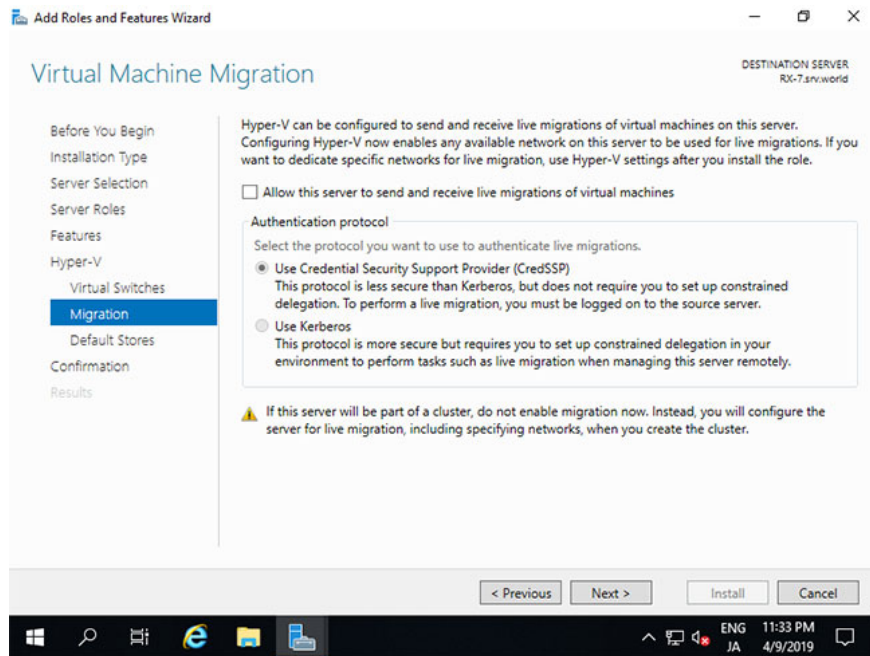 Add Roles and Features Wizard
Virtual Machine Migration
DESTINATION SERVER
RX-7.srv.world
Before You Begin
Installation Type
Server Selection
Server Roles
Features
Hyper-V
Virtual Switches
Migration
Default Stores
Confirmation
Results
Hyper-V can be configured to send and receive live migrations of virtual machines on this server.
Configuring Hyper-V now enables any available network on this server to be used for live migrations. If you
want to dedicate specific networks for live migration, use Hyper-V settings after you install the role.
Allow this server to send and receive live migrations of virtual machines
Authentication protocol
Select the protocol you want to use to authenticate live migrations.
Use Credential Security Support Provider (CredSSP)
This protocol is less secure than Kerberos, but does not require you to set up constrained
delegation. To perform a live migration, you must be logged on to the source server.
Use Kerberos
This protocol is more secure but requires you to set up constrained delegation in your
environment to perform tasks such as live migration when managing this server remotely.
If this server will be part of a cluster, do not enable migration now. Instead, you will configure the
server for live migration, including specifying networks, when you create the cluster.
< Previous
Next >
Install
Cancel
ENG
JA
11:33 PM
4/9/2019